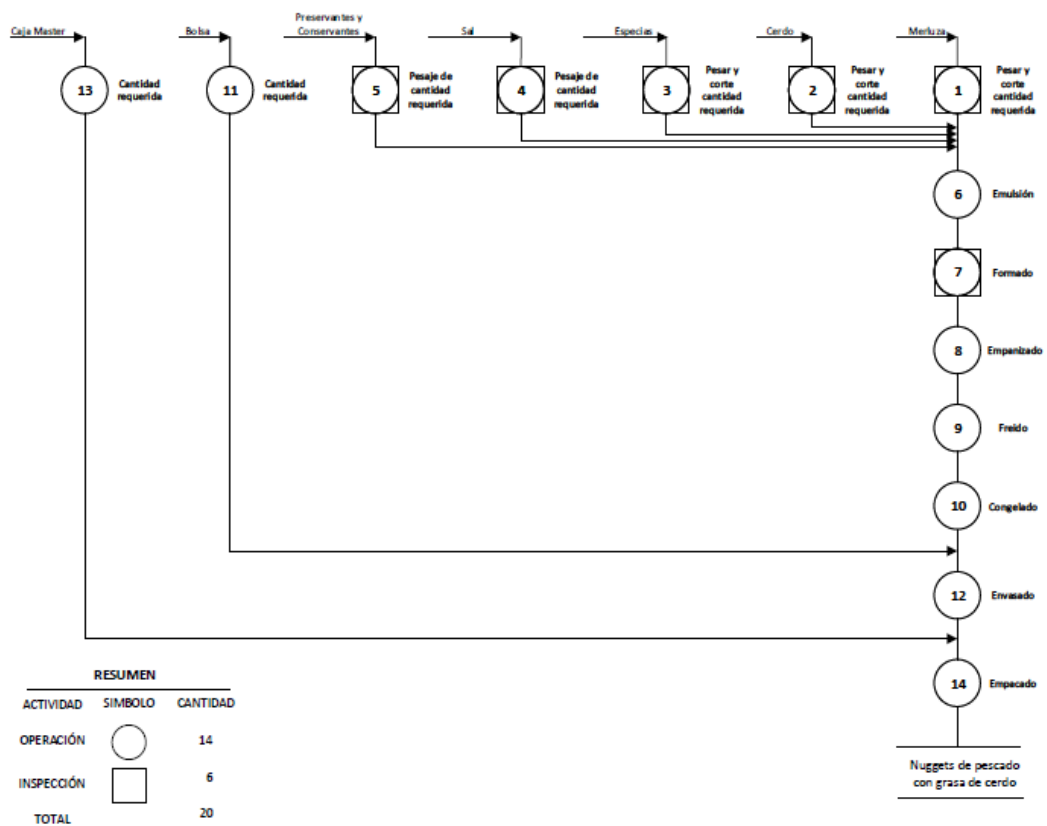 Caja Master
Bolsa
Preservantes y
Conservantes
Sal
Especias
Cerdo
Merluza
13
Cantidad
requerida
11
Cantidad
requerida
5
Pesaje de
cantidad
requerida
4
Pesaje de
cantidad
requerida
3
Pesar y
corte
cantidad
requerida
2
Pesar y
corte
cantidad
requerida
1
Pesar y
corte
cantidad
requerida
6
Emulsión
7
Formado
8
Empanizado
9
Freido
10
Congelado
12
Envasado
14
Empacado
Nuggets de pescado
con grasa de cerdo
RESUMEN
ACTIVIDAD SIMBOLO CANTIDAD
OPERACIÓN 14
INSPECCIÓN 6
TOTAL 20